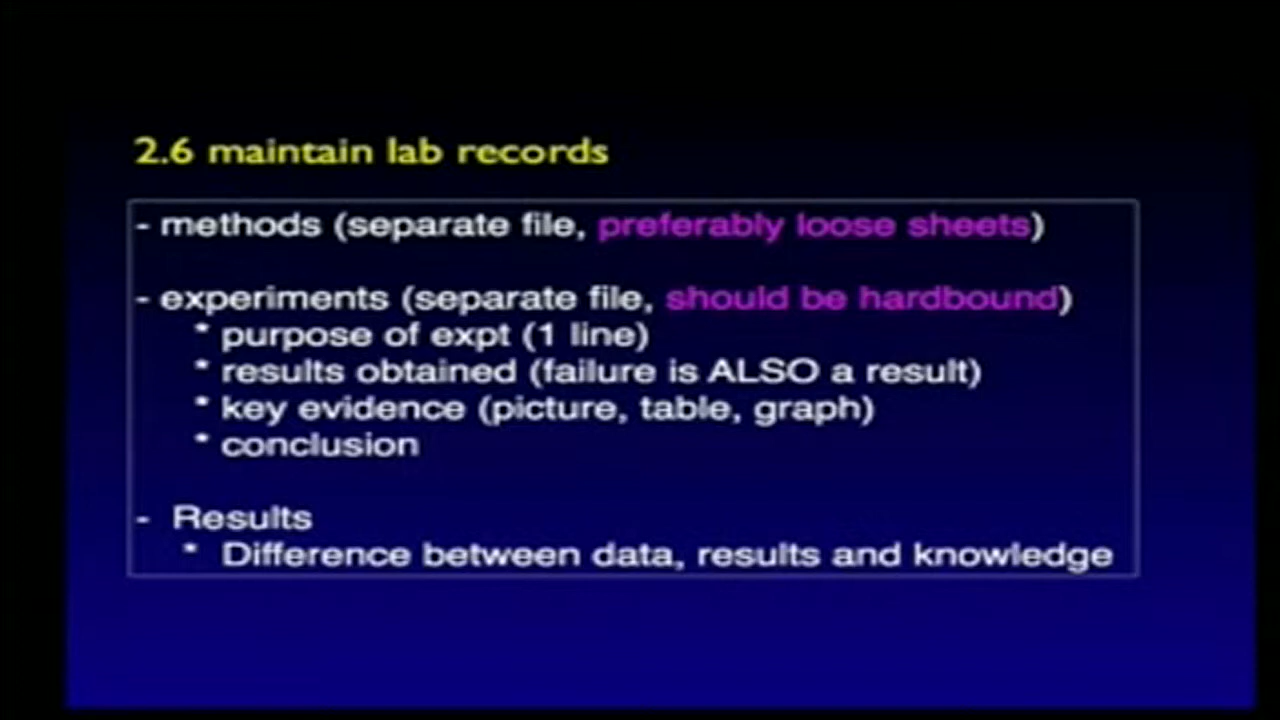 2.6 maintain lab records
- methods (separate file, preferably loose sheets)
- experiments (separate file, should be hardbound)
* purpose of expt (1 line)
* results obtained (failure is ALSO a result)
* key evidence (picture, table, graph)
* conclusion
- Results
* Difference between data, results and knowledge